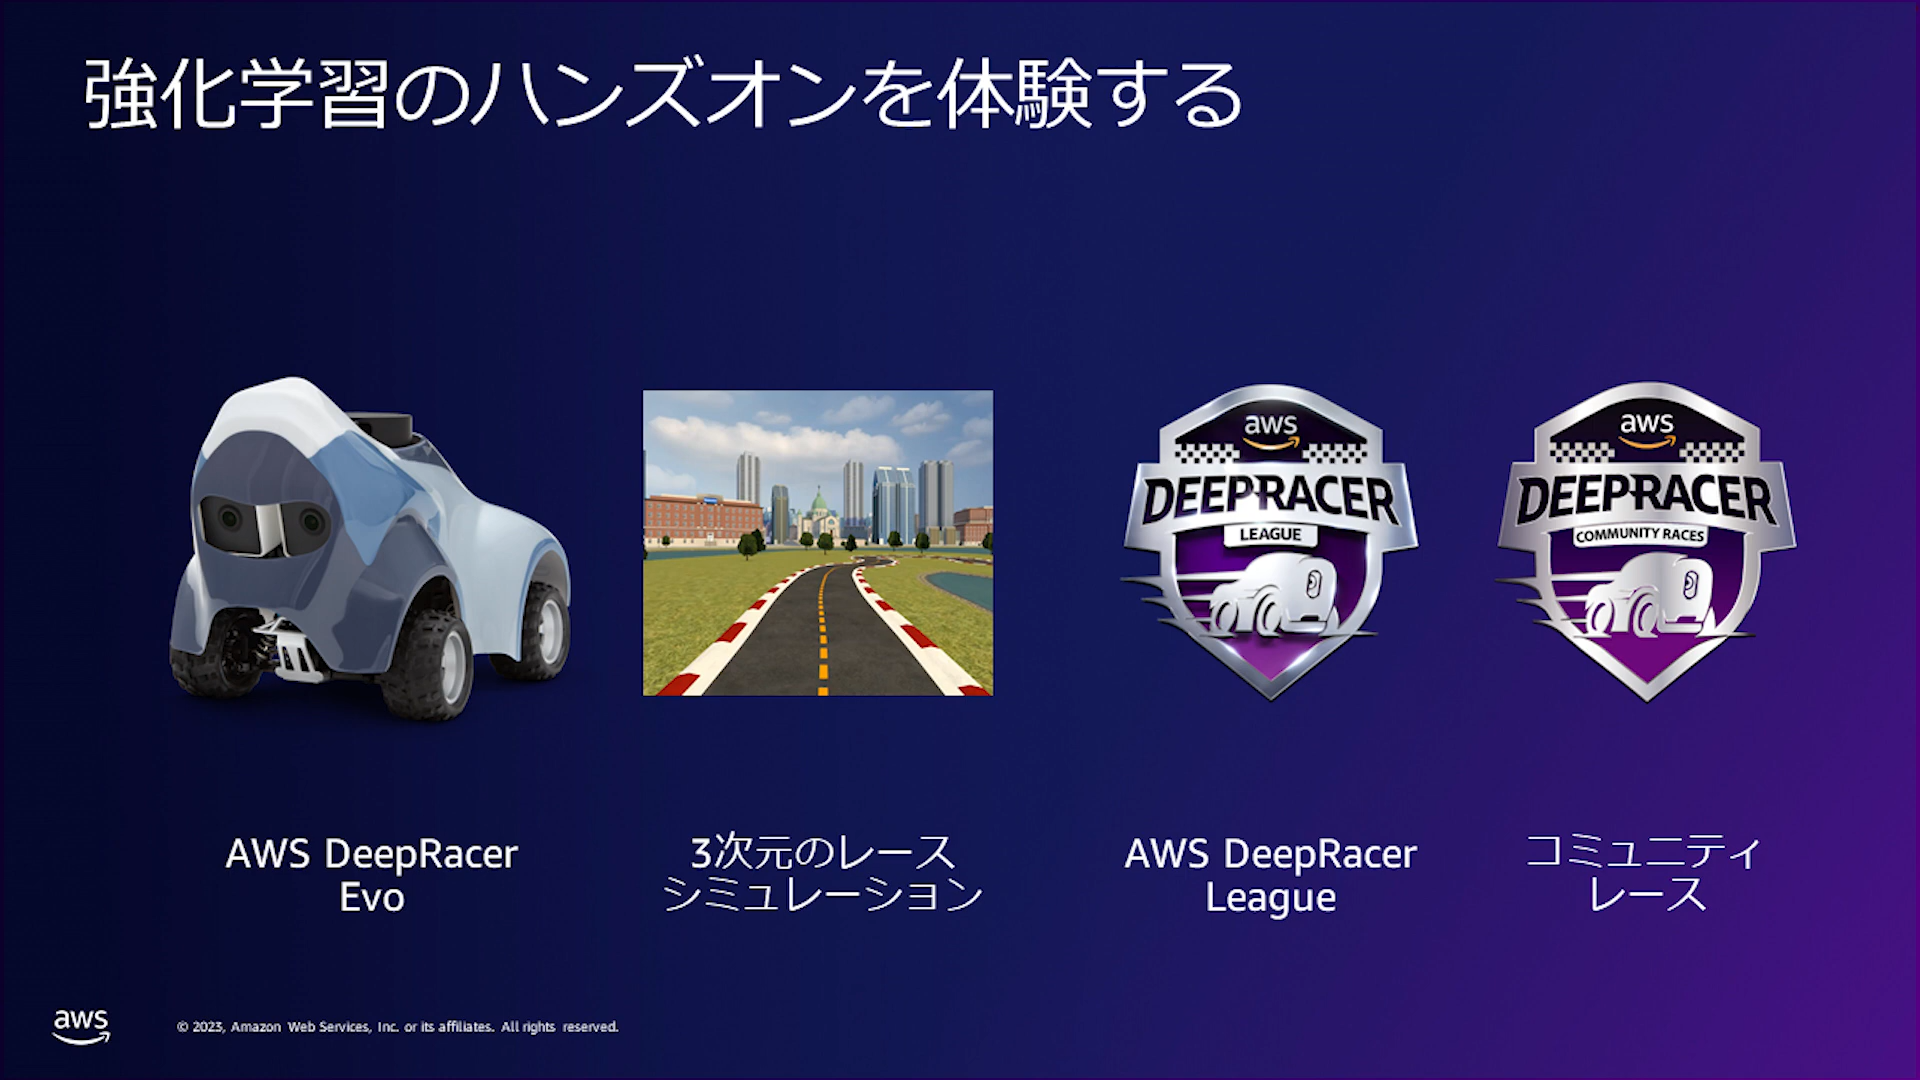 強化学習のハンズオンを体験する
aws
DEEPRACER
LEAGUE
aws
DEEPRACER
COMMUNITY RACES
AWS DeepRacer
Evo
3次元のレース
シミュレーション
AWS DeepRacer
League
コミュニティ
レース
aws
© 2023, Amazon Web Services, Inc. or its affiliates. All rights reserved.